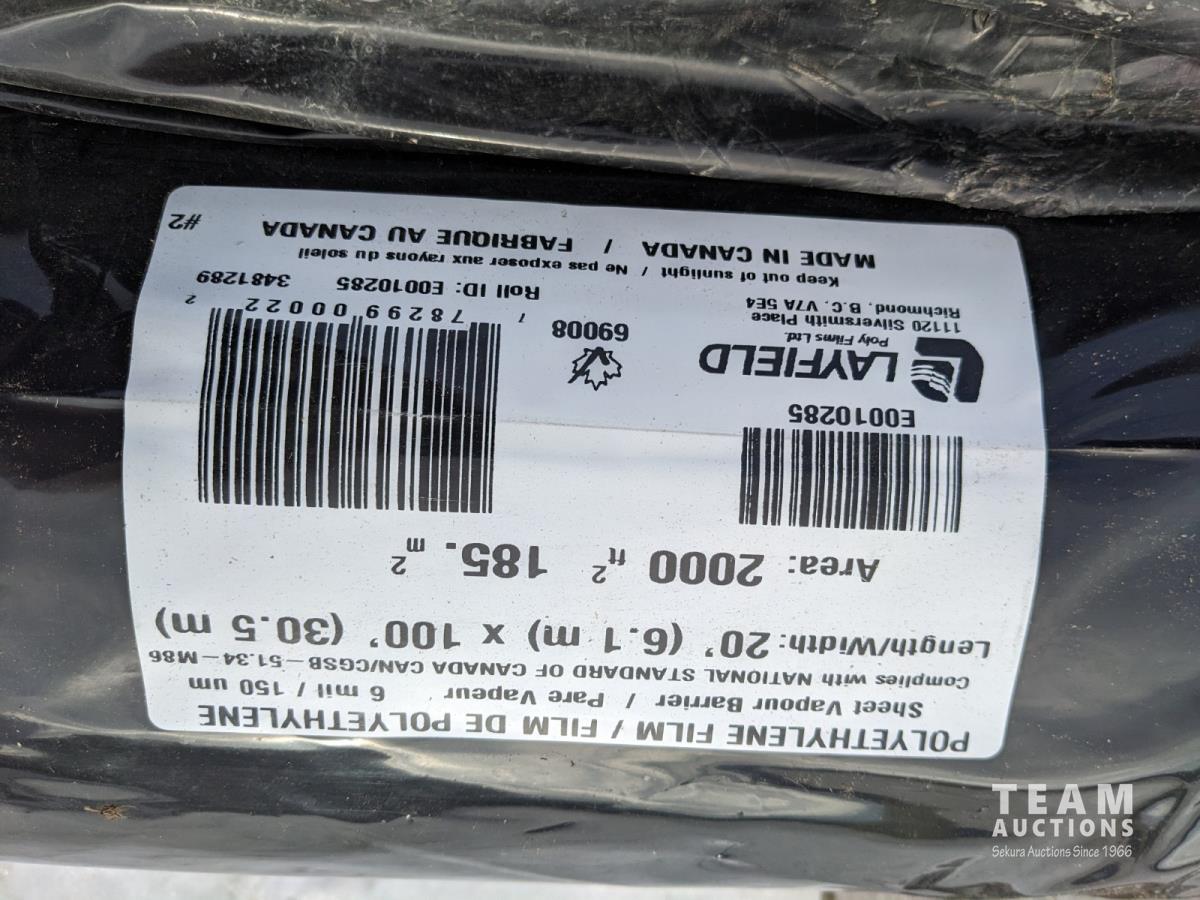 POLYETHYLENE FILM / FILM DE POLYETHYLENE
Sheet Vapour Barrier / Pare Vapeur 6 mil / 150 um
Complies with NATIONAL STANDARD OF CANADA CAN/CGSB-51.34-M86
Length/Width: 20' (6.1 m) x 100' (30.5 m)
Area: 2000 ft² 185. m²
E0010285
LAYFIELD
Poly Films Ltd.
11120 Silversmith Place
Richmond, B.C. V7A 5E4
69008
7 78299 00022 2
Roll ID: E0010285 3481289
Keep out of sunlight / Ne pas exposer aux rayons du soleil
MADE IN CANADA / FABRIQUE AU CANADA
#2
TEAM
AUCTIONS
Sekura Auctions Since 1966